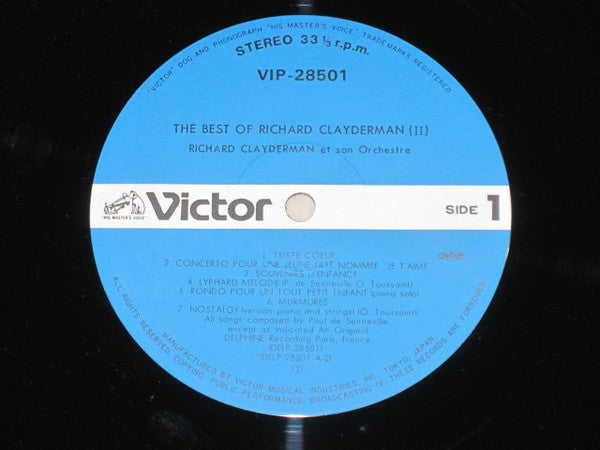 "VICTOR" DOG AND PHONOGRAPH "HIS MASTER'S VOICE" TRADEMARKS REGISTERED
STEREO 33 1/3 r.p.m.
VIP-28501
THE BEST OF RICHARD CLAYDERMAN (II)
RICHARD CLAYDERMAN et son Orchestre
"HIS MASTER'S VOICE" Victor SIDE 1
1. TRISTE COEUR
2. CONCERTO POUR UNE JEUNE FILLE NOMMEE "JE T'AIME
3. SOUVENIRS D'ENFANCE
4. LYPHARD MELODIE (P. de Senneville-O. Toussaint)
5. RONDO POUR UN TOUT PETIT ENFANT (piano solo)
6. MURMURES
7. NOSTALGY (version piano and strings) (O. Toussaint)
All songs composed by Paul de Senneville,
except as indicated An Original
DELPHINE Recording Paris, France
(DELP-28501)
(DELP-28501-A-2)
MANUFACTURED BY VICTOR MUSICAL INDUSTRIES, INC. TOKYO, JAPAN
ALL RIGHTS RESERVED, COPYING, PUBLIC PERFORMANCE, BROADCASTING OF THESE RECORDS ARE FORBIDDEN